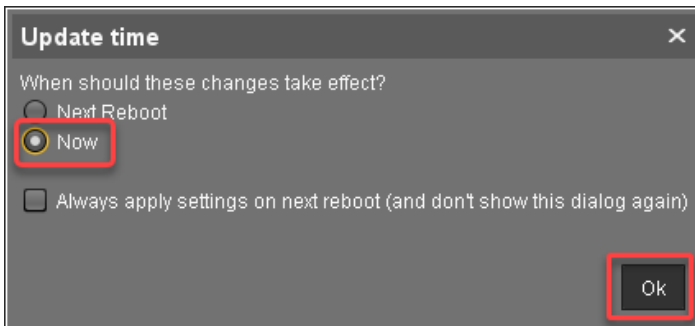 Update time
When should these changes take effect?
Next Reboot
Now
Always apply settings on next reboot (and don't show this dialog again)
Ok